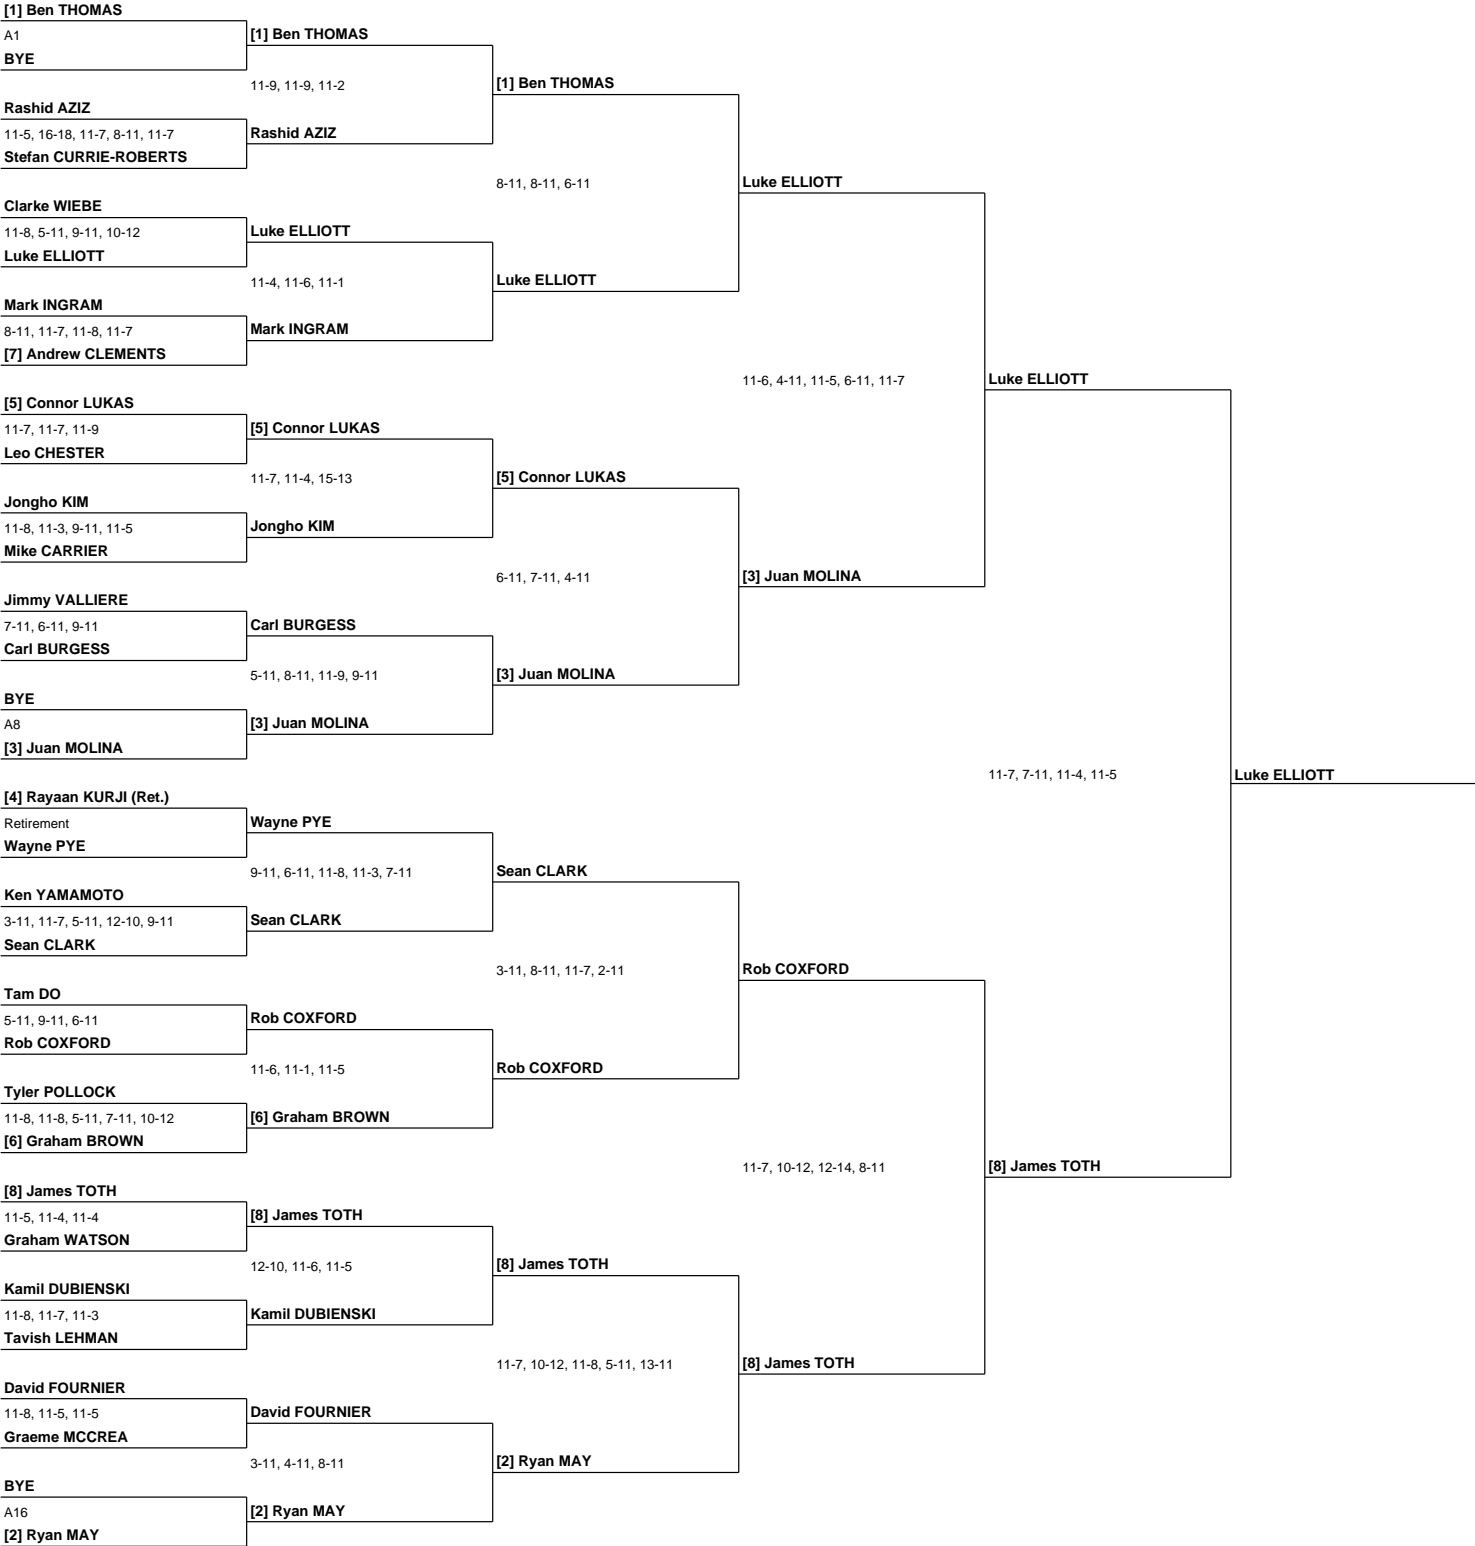 [1] Ben THOMAS
A1
BYE
Rashid AZIZ
11-5, 16-18, 11-7, 8-11, 11-7
Stefan CURRIE-ROBERTS
Clarke WIEBE
11-8, 5-11, 9-11, 10-12
Luke ELLIOTT
Mark INGRAM
8-11, 11-7, 11-8, 11-7
[7] Andrew CLEMENTS
[5] Connor LUKAS
11-7, 11-7, 11-9
Leo CHESTER
Jongho KIM
11-8, 11-3, 9-11, 11-5
Mike CARRIER
Jimmy VALLIERE
7-11, 6-11, 9-11
Carl BURGESS
BYE
A8
[3] Juan MOLINA
[4] Rayaan KURJI (Ret.)
Retirement
Wayne PYE
Ken YAMAMOTO
3-11, 11-7, 5-11, 12-10, 9-11
Sean CLARK
Tam DO
5-11, 9-11, 6-11
Rob COXFORD
Tyler POLLOCK
11-8, 11-8, 5-11, 7-11, 10-12
[6] Graham BROWN
[8] James TOTH
11-5, 11-4, 11-4
Graham WATSON
Kamil DUBIENSKI
11-8, 11-7, 11-3
Tavish LEHMAN
David FOURNIER
11-8, 11-5, 11-5
Graeme MCCREA
BYE
A16
[2] Ryan MAY
[1] Ben THOMAS
11-9, 11-9, 11-2
Rashid AZIZ
Luke ELLIOTT
11-4, 11-6, 11-1
Mark INGRAM
[5] Connor LUKAS
11-7, 11-4, 15-13
Jongho KIM
Carl BURGESS
5-11, 8-11, 11-9, 9-11
[3] Juan MOLINA
Wayne PYE
9-11, 6-11, 11-8, 11-3, 7-11
Sean CLARK
Rob COXFORD
11-6, 11-1, 11-5
[6] Graham BROWN
[8] James TOTH
12-10, 11-6, 11-5
Kamil DUBIENSKI
David FOURNIER
3-11, 4-11, 8-11
[2] Ryan MAY
[1] Ben THOMAS
8-11, 8-11, 6-11
Luke ELLIOTT
[5] Connor LUKAS
6-11, 7-11, 4-11
[3] Juan MOLINA
Sean CLARK
3-11, 8-11, 11-7, 2-11
Rob COXFORD
[8] James TOTH
11-7, 10-12, 11-8, 5-11, 13-11
[2] Ryan MAY
Luke ELLIOTT
11-6, 4-11, 11-5, 6-11, 11-7
[3] Juan MOLINA
Rob COXFORD
11-7, 10-12, 12-14, 8-11
[8] James TOTH
Luke ELLIOTT
11-7, 7-11, 11-4, 11-5
[8] James TOTH
Luke ELLIOTT